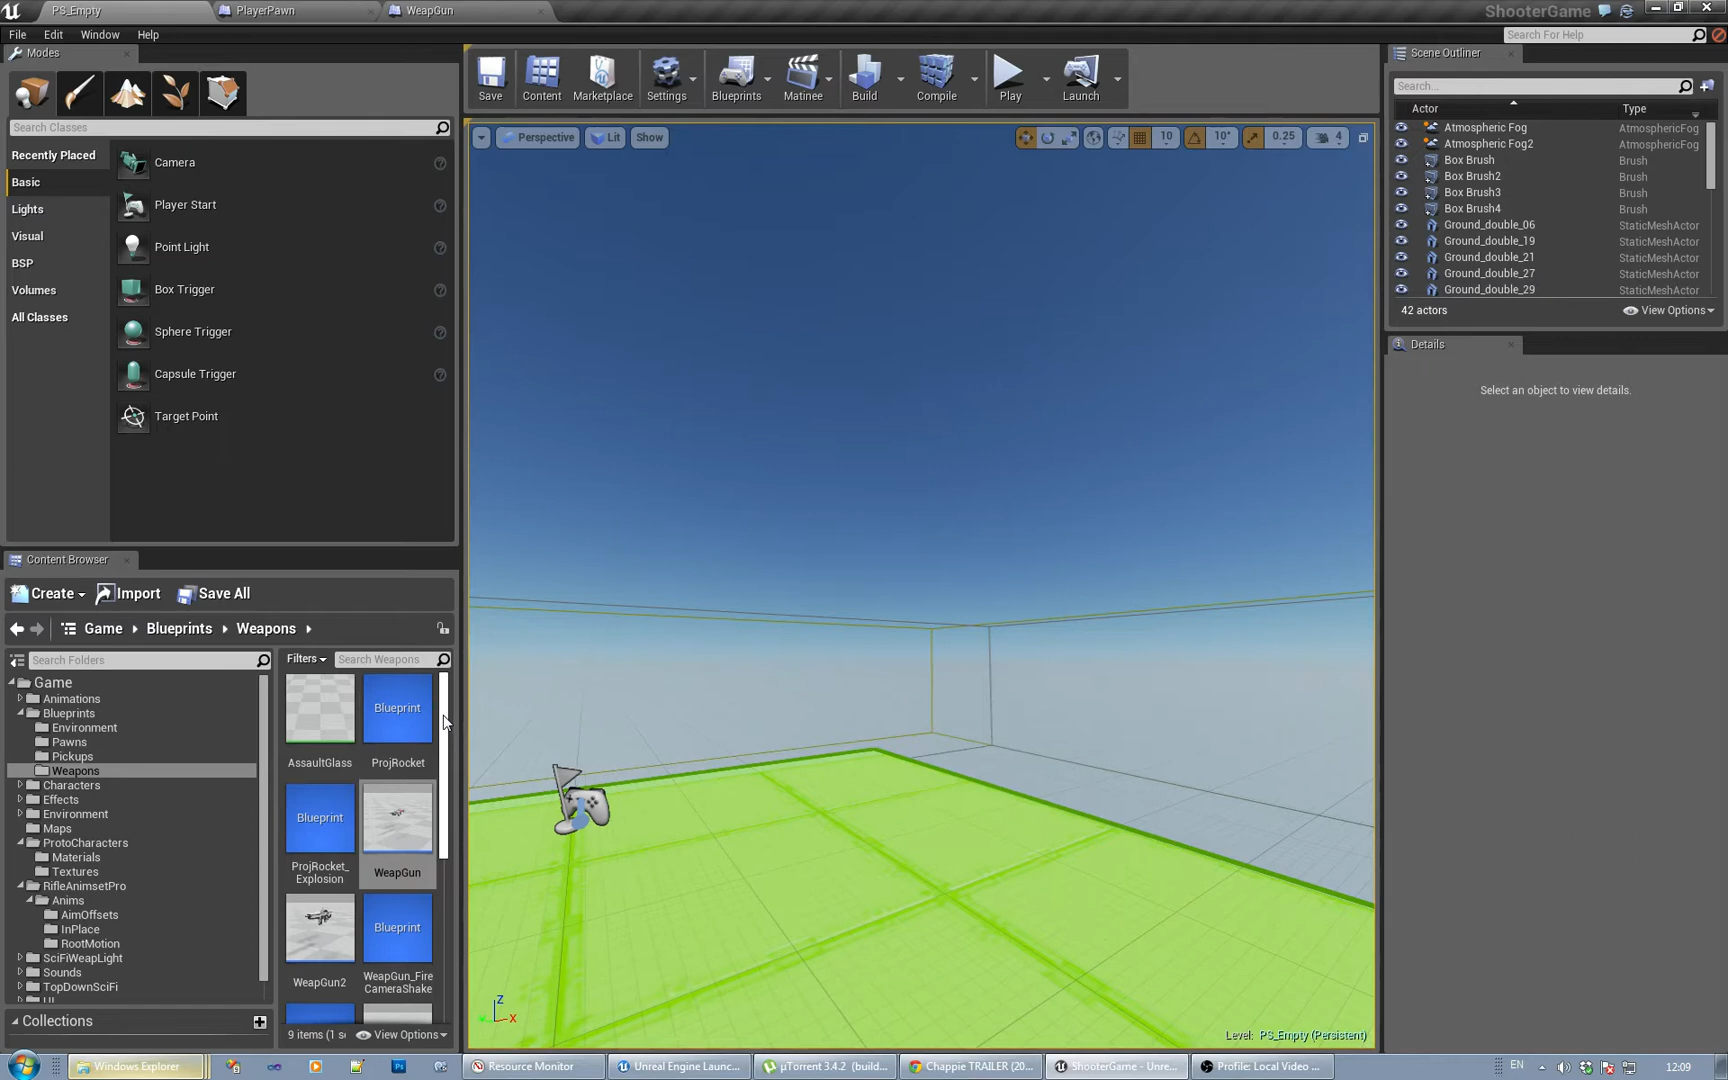 PS_Empty
PlayerPawn
WeapGun
ShooterGame
File Edit Window Help
Search For Help
Modes
Search Classes
Recently Placed
Basic
Lights
Visual
BSP
Volumes
All Classes
Camera
Player Start
Point Light
Box Trigger
Sphere Trigger
Capsule Trigger
Target Point
Save
Content
Marketplace
Settings
Blueprints
Matinee
Build
Compile
Play
Launch
Perspective
Lit
Show
10
10°
0.25
4
Level: PS_Empty (Persistent)
Z
X
Scene Outliner
Search...
Actor Type
Atmospheric Fog AtmosphericFog
Atmospheric Fog2 AtmosphericFog
Box Brush Brush
Box Brush2 Brush
Box Brush3 Brush
Box Brush4 Brush
Ground_double_06 StaticMeshActor
Ground_double_19 StaticMeshActor
Ground_double_21 StaticMeshActor
Ground_double_27 StaticMeshActor
Ground_double_29 StaticMeshActor
42 actors
View Options
Details
Select an object to view details.
Content Browser
Create
Import
Save All
Game
Blueprints
Weapons
Search Folders
Game
Animations
Blueprints
Environment
Pawns
Pickups
Weapons
Characters
Effects
Environment
Maps
ProtoCharacters
Materials
Textures
RifleAnimsetPro
Anims
AimOffsets
InPlace
RootMotion
SciFiWeapLight
Sounds
TopDownSciFi
Collections
Filters
Search Weapons
AssaultGlass
Blueprint
ProjRocket
Blueprint
ProjRocket_
Explosion
WeapGun
WeapGun2
Blueprint
WeapGun_Fire
CameraShake
9 items (1 s
View Options
Windows Explorer
Resource Monitor
Unreal Engine Launc...
µTorrent 3.4.2 (build...
Chappie TRAILER (20...
ShooterGame - Unre...
Profile: Local Video ...
EN
12:09